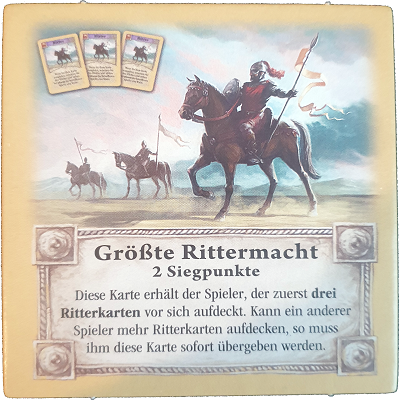 Größte Rittermacht
2 Siegpunkte
Diese Karte erhält der Spieler, der zuerst drei
Ritterkarten vor sich aufdeckt. Kann ein anderer
Spieler mehr Ritterkarten aufdecken, so muss
ihm diese Karte sofort übergeben werden.